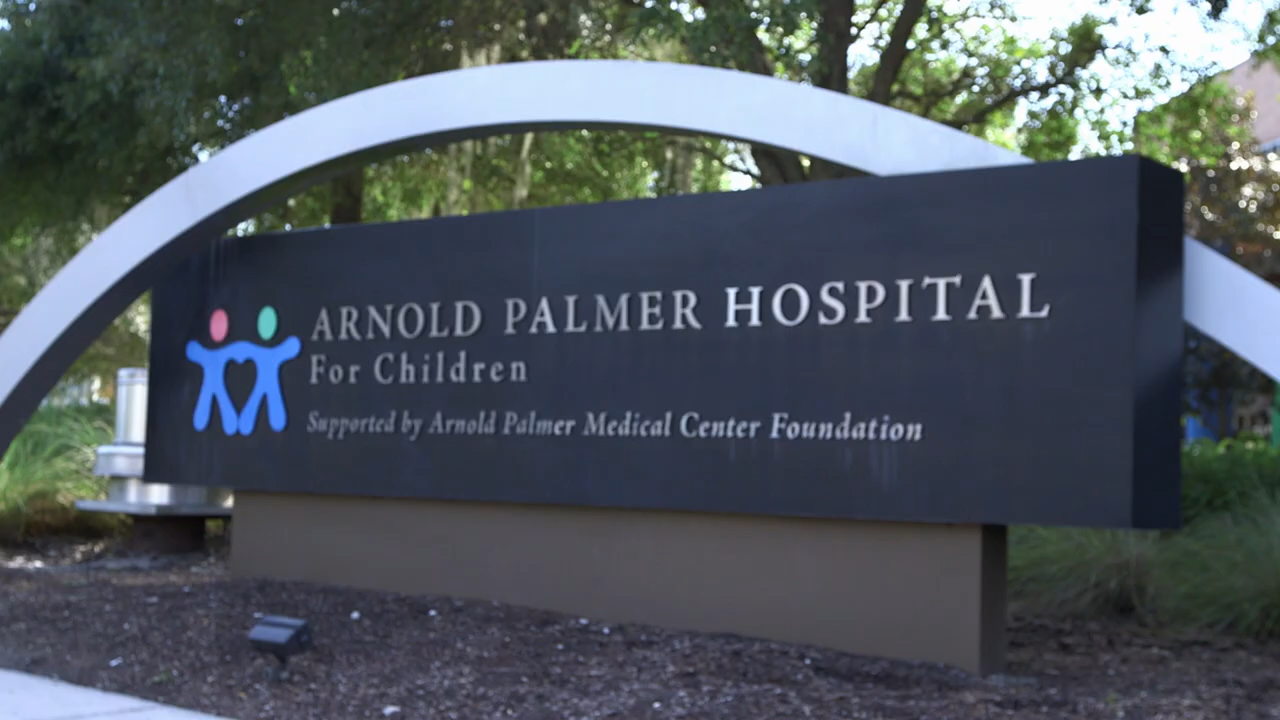 ARNOLD PALMER HOSPITAL
For Children
Supported by Arnold Palmer Medical Center Foundation